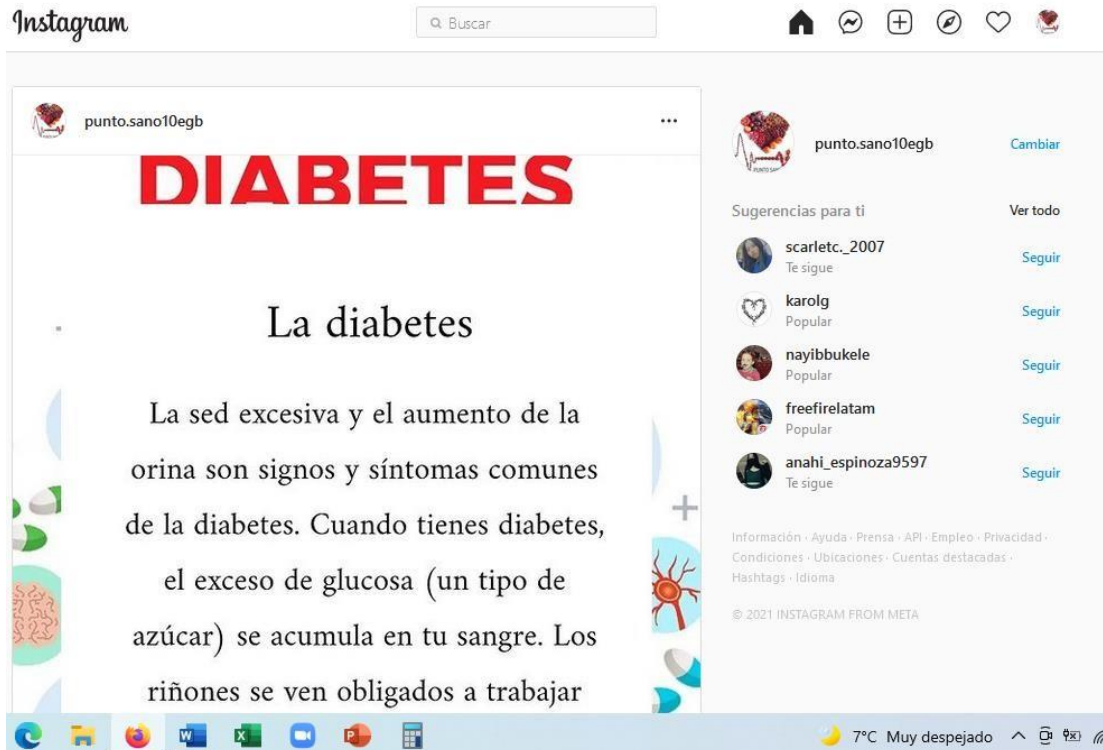 Instagram
Buscar
punto.sano10egb
DIABETES
La diabetes
La sed excesiva y el aumento de la
orina son signos y síntomas comunes
de la diabetes. Cuando tienes diabetes,
el exceso de glucosa (un tipo de
azúcar) se acumula en tu sangre. Los
riñones se ven obligados a trabajar
punto.sano10egb
Cambiar
Sugerencias para ti
Ver todo
scarletc._2007
Te sigue
Seguir
karolg
Popular
Seguir
nayibbukele
Popular
Seguir
freefirelatam
Popular
Seguir
anahi_espinoza9597
Te sigue
Seguir
Información · Ayuda · Prensa · API · Empleo · Privacidad ·
Condiciones · Ubicaciones · Cuentas destacadas ·
Hashtags · Idioma
© 2021 INSTAGRAM FROM META
7°C Muy despejado